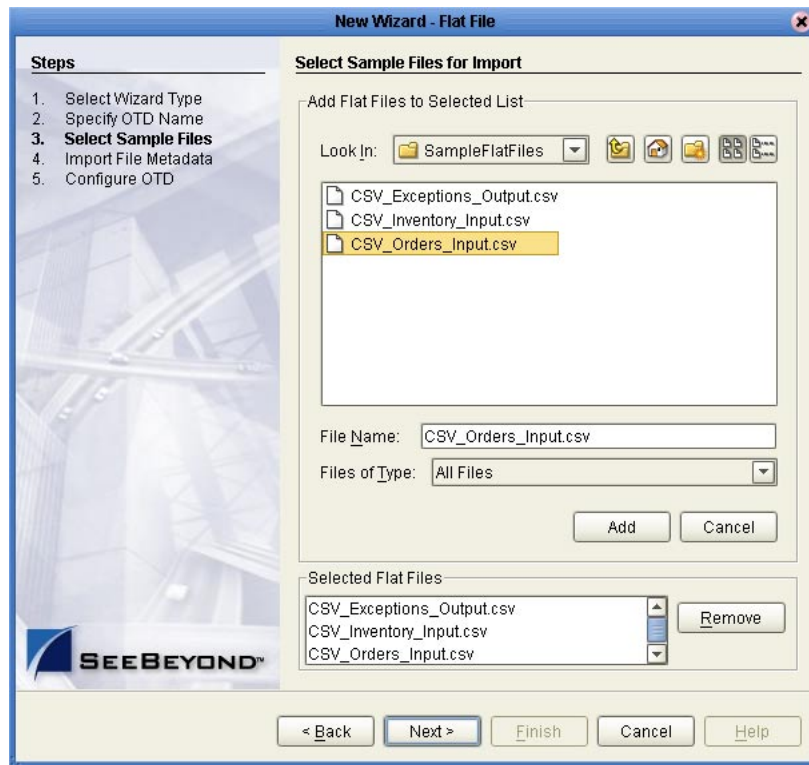 New Wizard - Flat File
Steps
1. Select Wizard Type
2. Specify OTD Name
3. Select Sample Files
4. Import File Metadata
5. Configure OTD
Select Sample Files for Import
Add Flat Files to Selected List
Look In: SampleFlatFiles
CSV_Exceptions_Output.csv
CSV_Inventory_Input.csv
CSV_Orders_Input.csv
File Name: CSV_Orders_Input.csv
Files of Type: All Files
Add Cancel
Selected Flat Files
CSV_Exceptions_Output.csv
CSV_Inventory_Input.csv
CSV_Orders_Input.csv
Remove
SEEBEYOND™
< Back Next > Finish Cancel Help